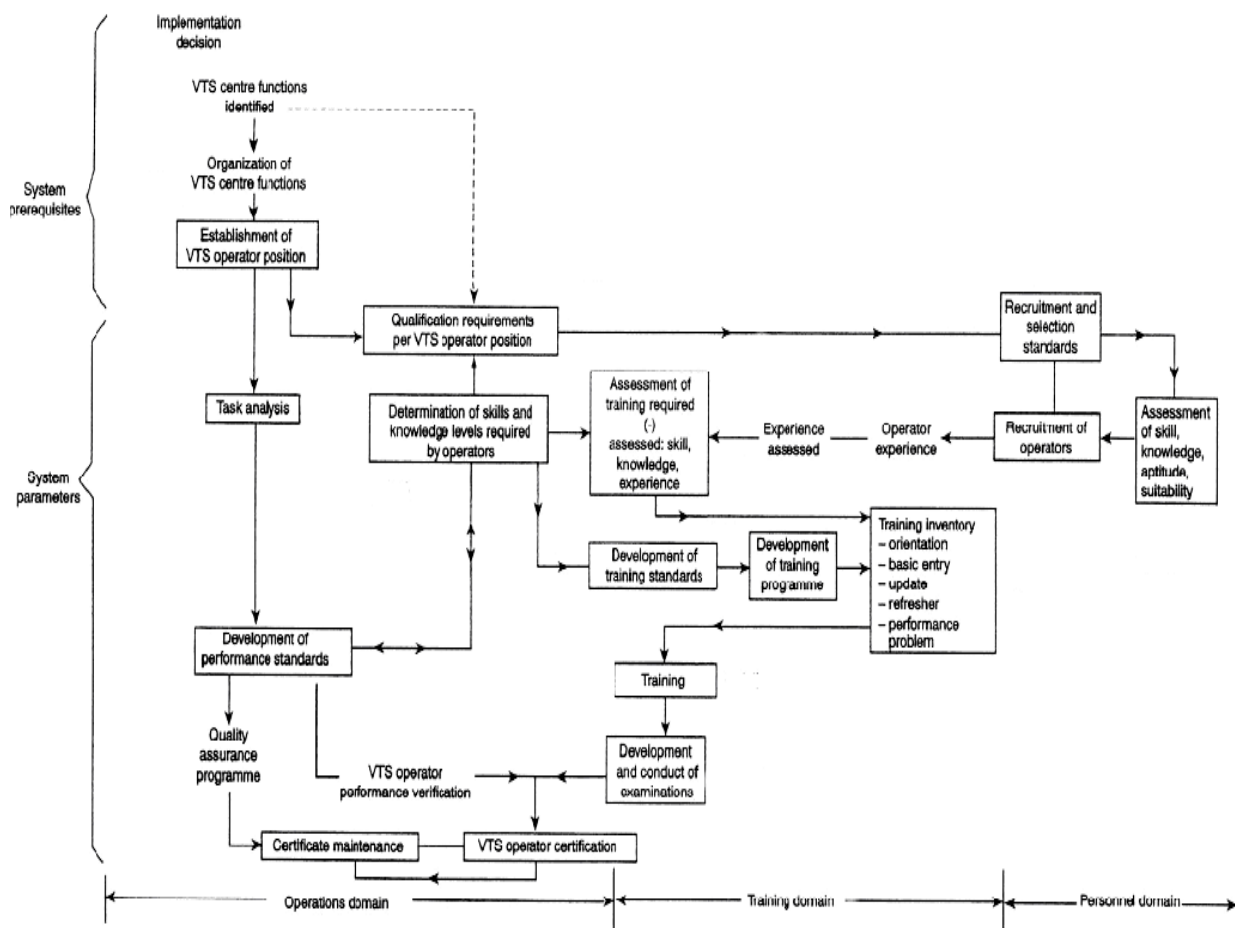 Implementation
decision
VTS centre functions
identified
Organization of
VTS centre functions
System
prerequisites
Establishment of
VTS operator position
Qualification requirements
per VTS operator position
Recruitment and
selection
standards
Task analysis
Determination of skills and
knowledge levels required
by operators
Assessment of
training required
(-)
assessed: skill,
knowledge,
experience
Experience
assessed
Operator
experience
Recruitment of
operators
Assessment
of skill,
knowledge,
aptitude,
suitability
System
parameters
Development of
training standards
Development
of training
programme
Training inventory
– orientation
– basic entry
– update
– refresher
– performance
problem
Development of
performance standards
Training
Quality
assurance
programme
VTS operator
performance verification
Development
and conduct of
examinations
Certificate maintenance
VTS operator certification
Operations domain
Training domain
Personnel domain